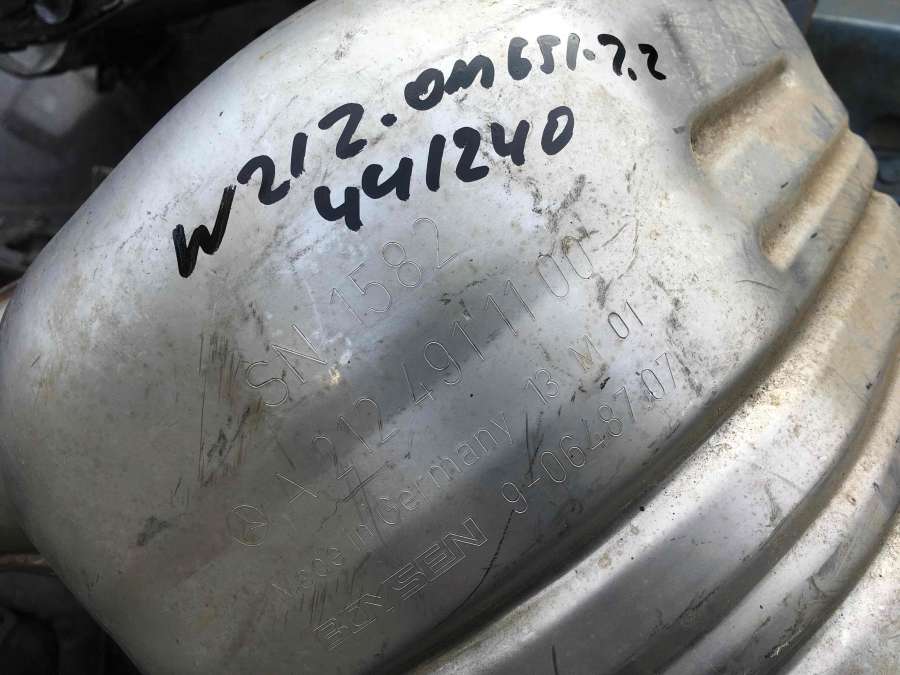 W212.OM651.2,2
441240
SN 1582
A 212 491 11 00
Made in Germany 13 M 01
BOYSEN 9-06487.07